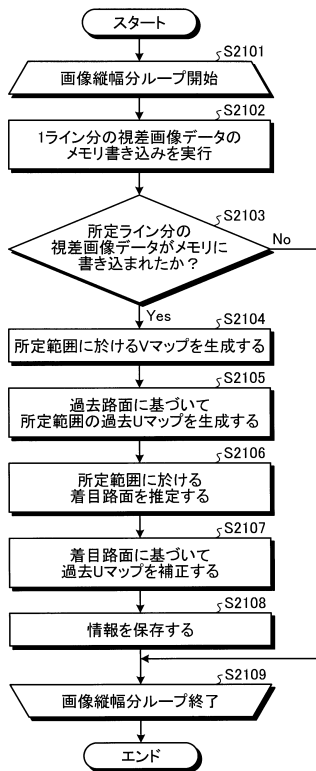 スタート
S2101
画像縦幅分ループ開始
S2102
1ライン分の視差画像データの
メモリ書き込みを実行
S2103
所定ライン分の
視差画像データがメモリに
書き込まれたか？
No
Yes
S2104
所定範囲に於けるVマップを生成する
S2105
過去路面に基づいて
所定範囲の過去Uマップを生成する
S2106
所定範囲に於ける
着目路面を推定する
S2107
着目路面に基づいて
過去Uマップを補正する
S2108
情報を保存する
S2109
画像縦幅分ループ終了
エンド